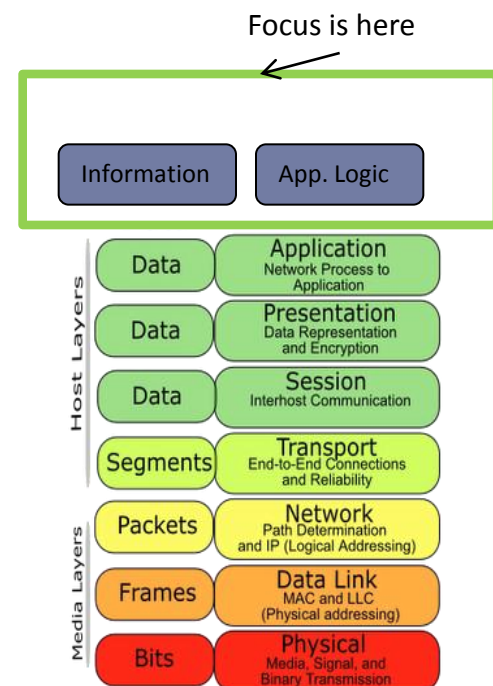 Focus is here
Information
App. Logic
Host Layers
Data
Application
Network Process to
Application
Data
Presentation
Data Representation
and Encryption
Data
Session
Interhost Communication
Segments
Transport
End-to-End Connections
and Reliability
Media Layers
Packets
Network
Path Determination
and IP (Logical Addressing)
Frames
Data Link
MAC and LLC
(Physical addressing)
Bits
Physical
Media, Signal, and
Binary Transmission